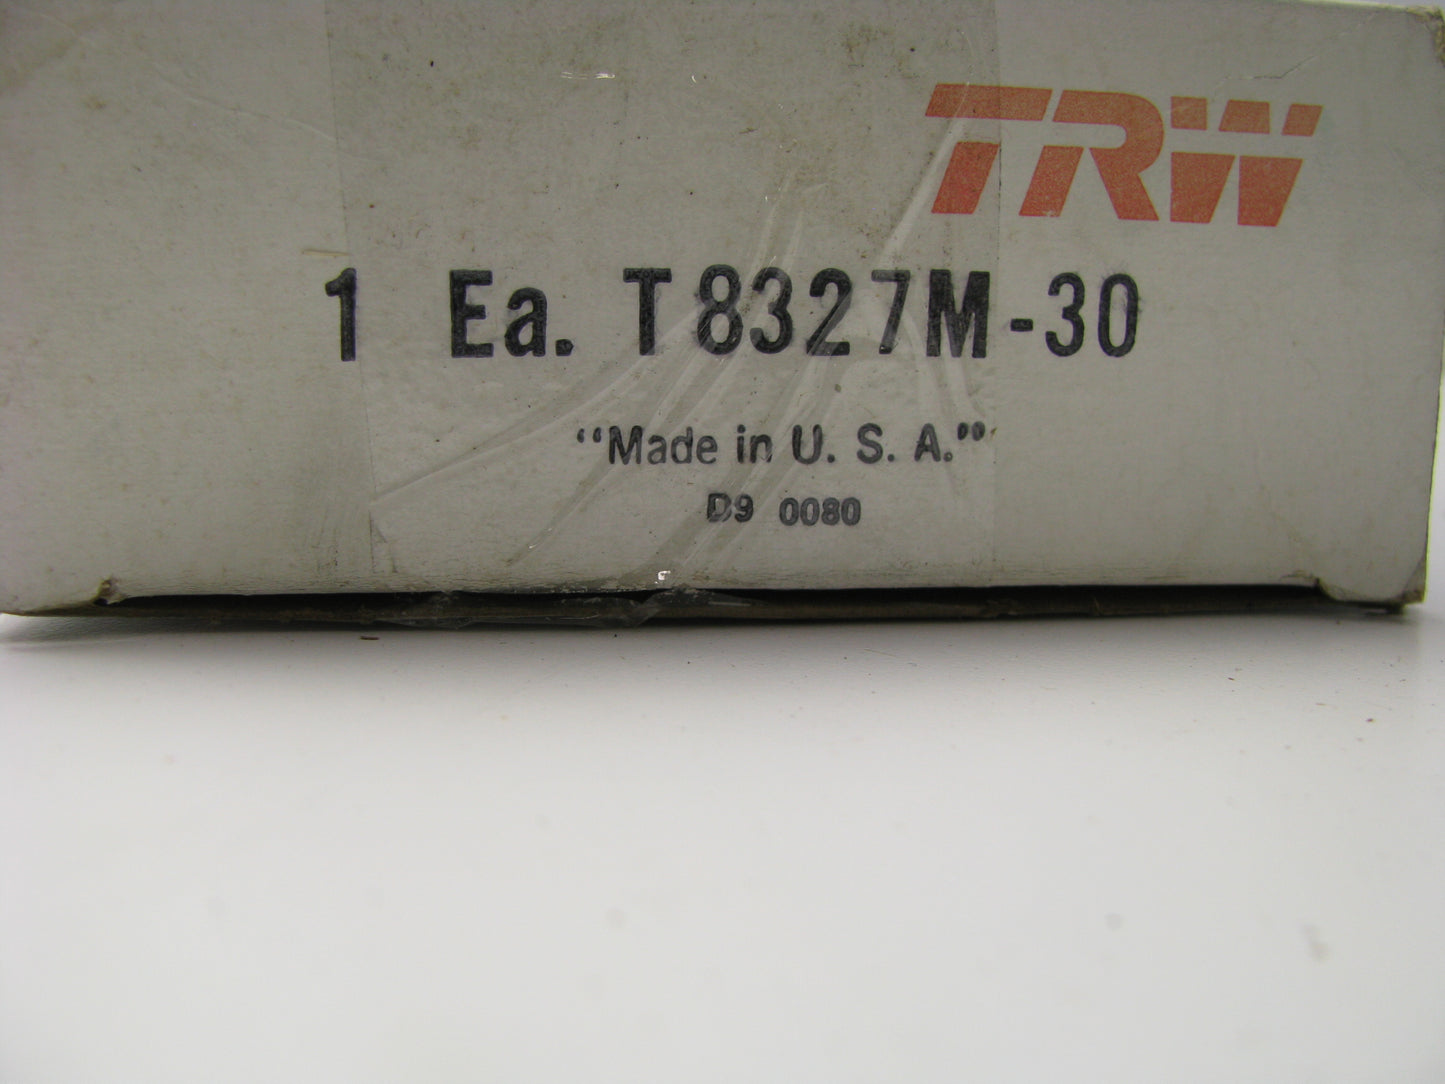 TRW
1 Ea. T8327M-30
“Made in U. S. A.”
D9 0080